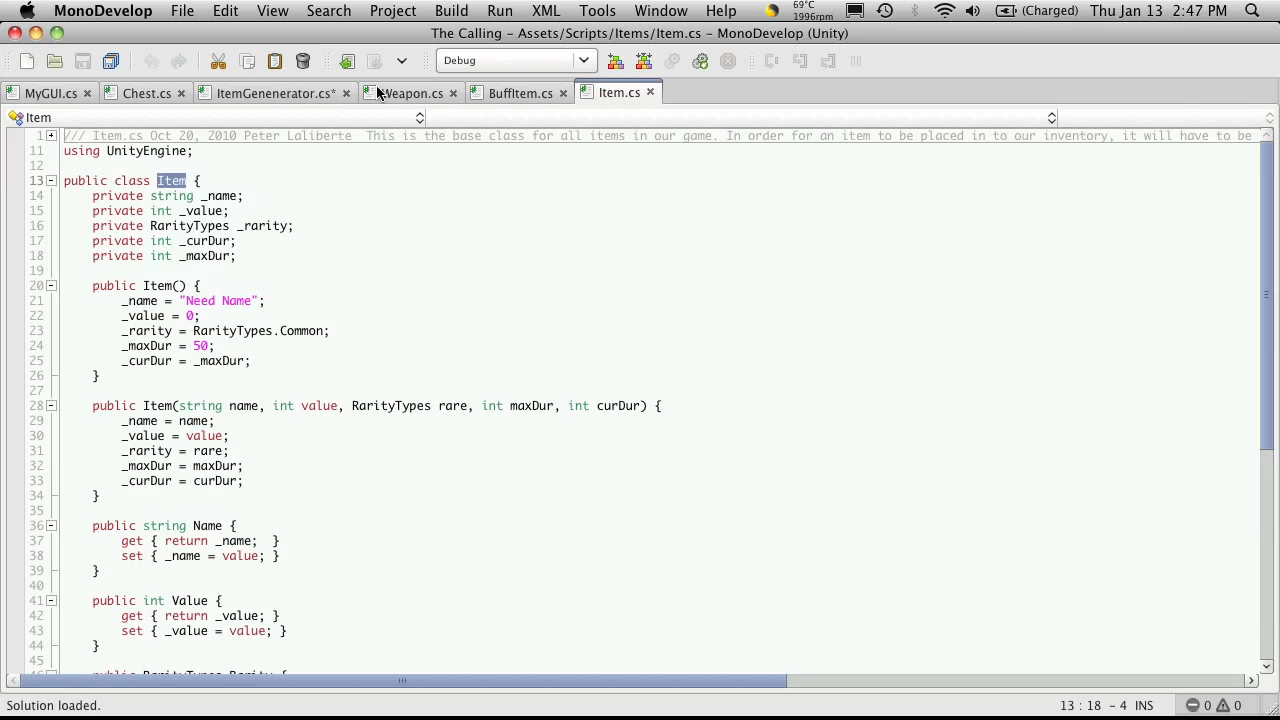 MonoDevelop File Edit View Search Project Build Run XML Tools Window Help 69°C 1996rpm (Charged) Thu Jan 13 2:47 PM
The Calling - Assets/Scripts/Items/Item.cs - MonoDevelop (Unity)
Debug
MyGUI.cs Chest.cs ItemGenenerator.cs* Weapon.cs BuffItem.cs Item.cs
Item
1 /// Item.cs Oct 20, 2010 Peter Laliberte  This is the base class for all items in our game. In order for an item to be placed in to our inventory, it will have to be
11 using UnityEngine;
12
13 public class Item {
14 private string _name;
15 private int _value;
16 private RarityTypes _rarity;
17 private int _curDur;
18 private int _maxDur;
19
20 public Item() {
21 _name = "Need Name";
22 _value = 0;
23 _rarity = RarityTypes.Common;
24 _maxDur = 50;
25 _curDur = _maxDur;
26 }
27
28 public Item(string name, int value, RarityTypes rare, int maxDur, int curDur) {
29 _name = name;
30 _value = value;
31 _rarity = rare;
32 _maxDur = maxDur;
33 _curDur = curDur;
34 }
35
36 public string Name {
37 get { return _name;  }
38 set { _name = value; }
39 }
40
41 public int Value {
42 get { return _value; }
43 set { _value = value; }
44 }
45
Solution loaded. 13 : 18 - 4 INS 0 0